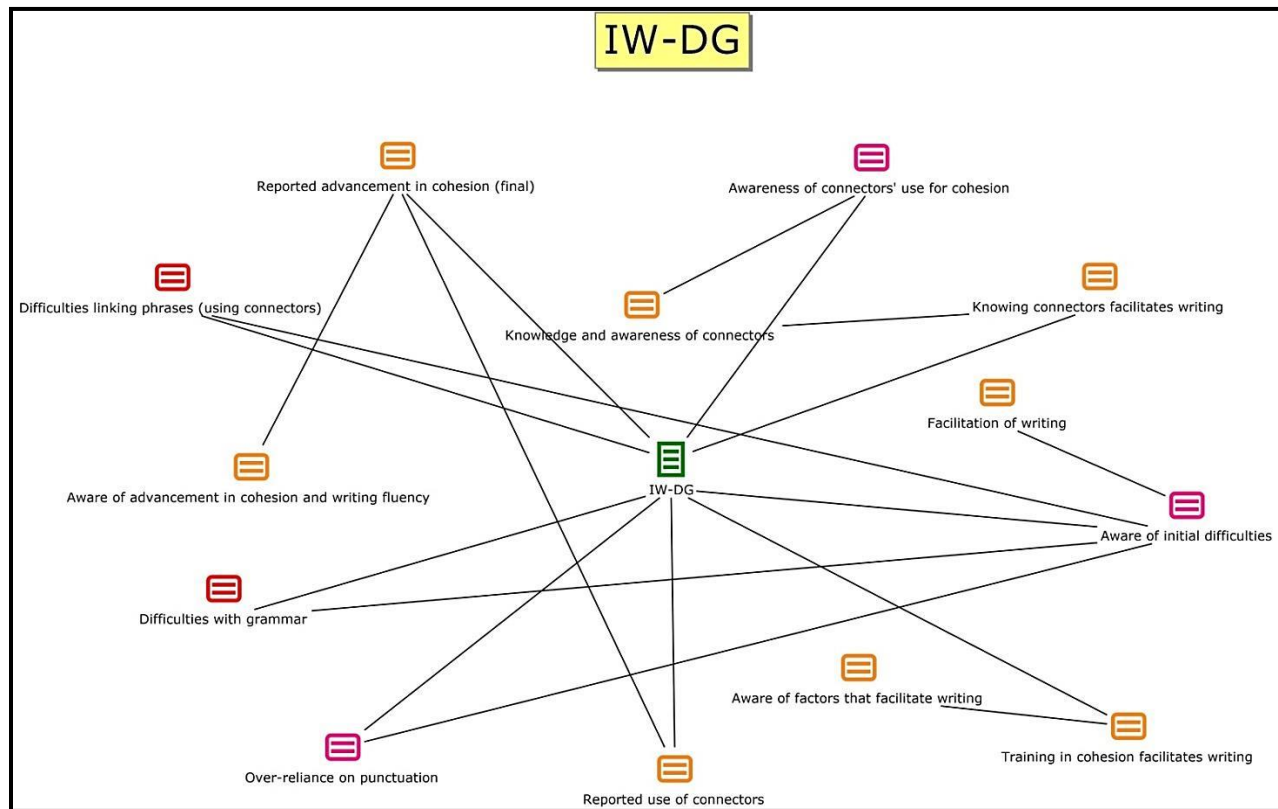 IW-DG
Reported advancement in cohesion (final)
Awareness of connectors' use for cohesion
Difficulties linking phrases (using connectors)
Knowledge and awareness of connectors
Knowing connectors facilitates writing
Facilitation of writing
Aware of advancement in cohesion and writing fluency
IW-DG
Aware of initial difficulties
Difficulties with grammar
Aware of factors that facilitate writing
Training in cohesion facilitates writing
Over-reliance on punctuation
Reported use of connectors